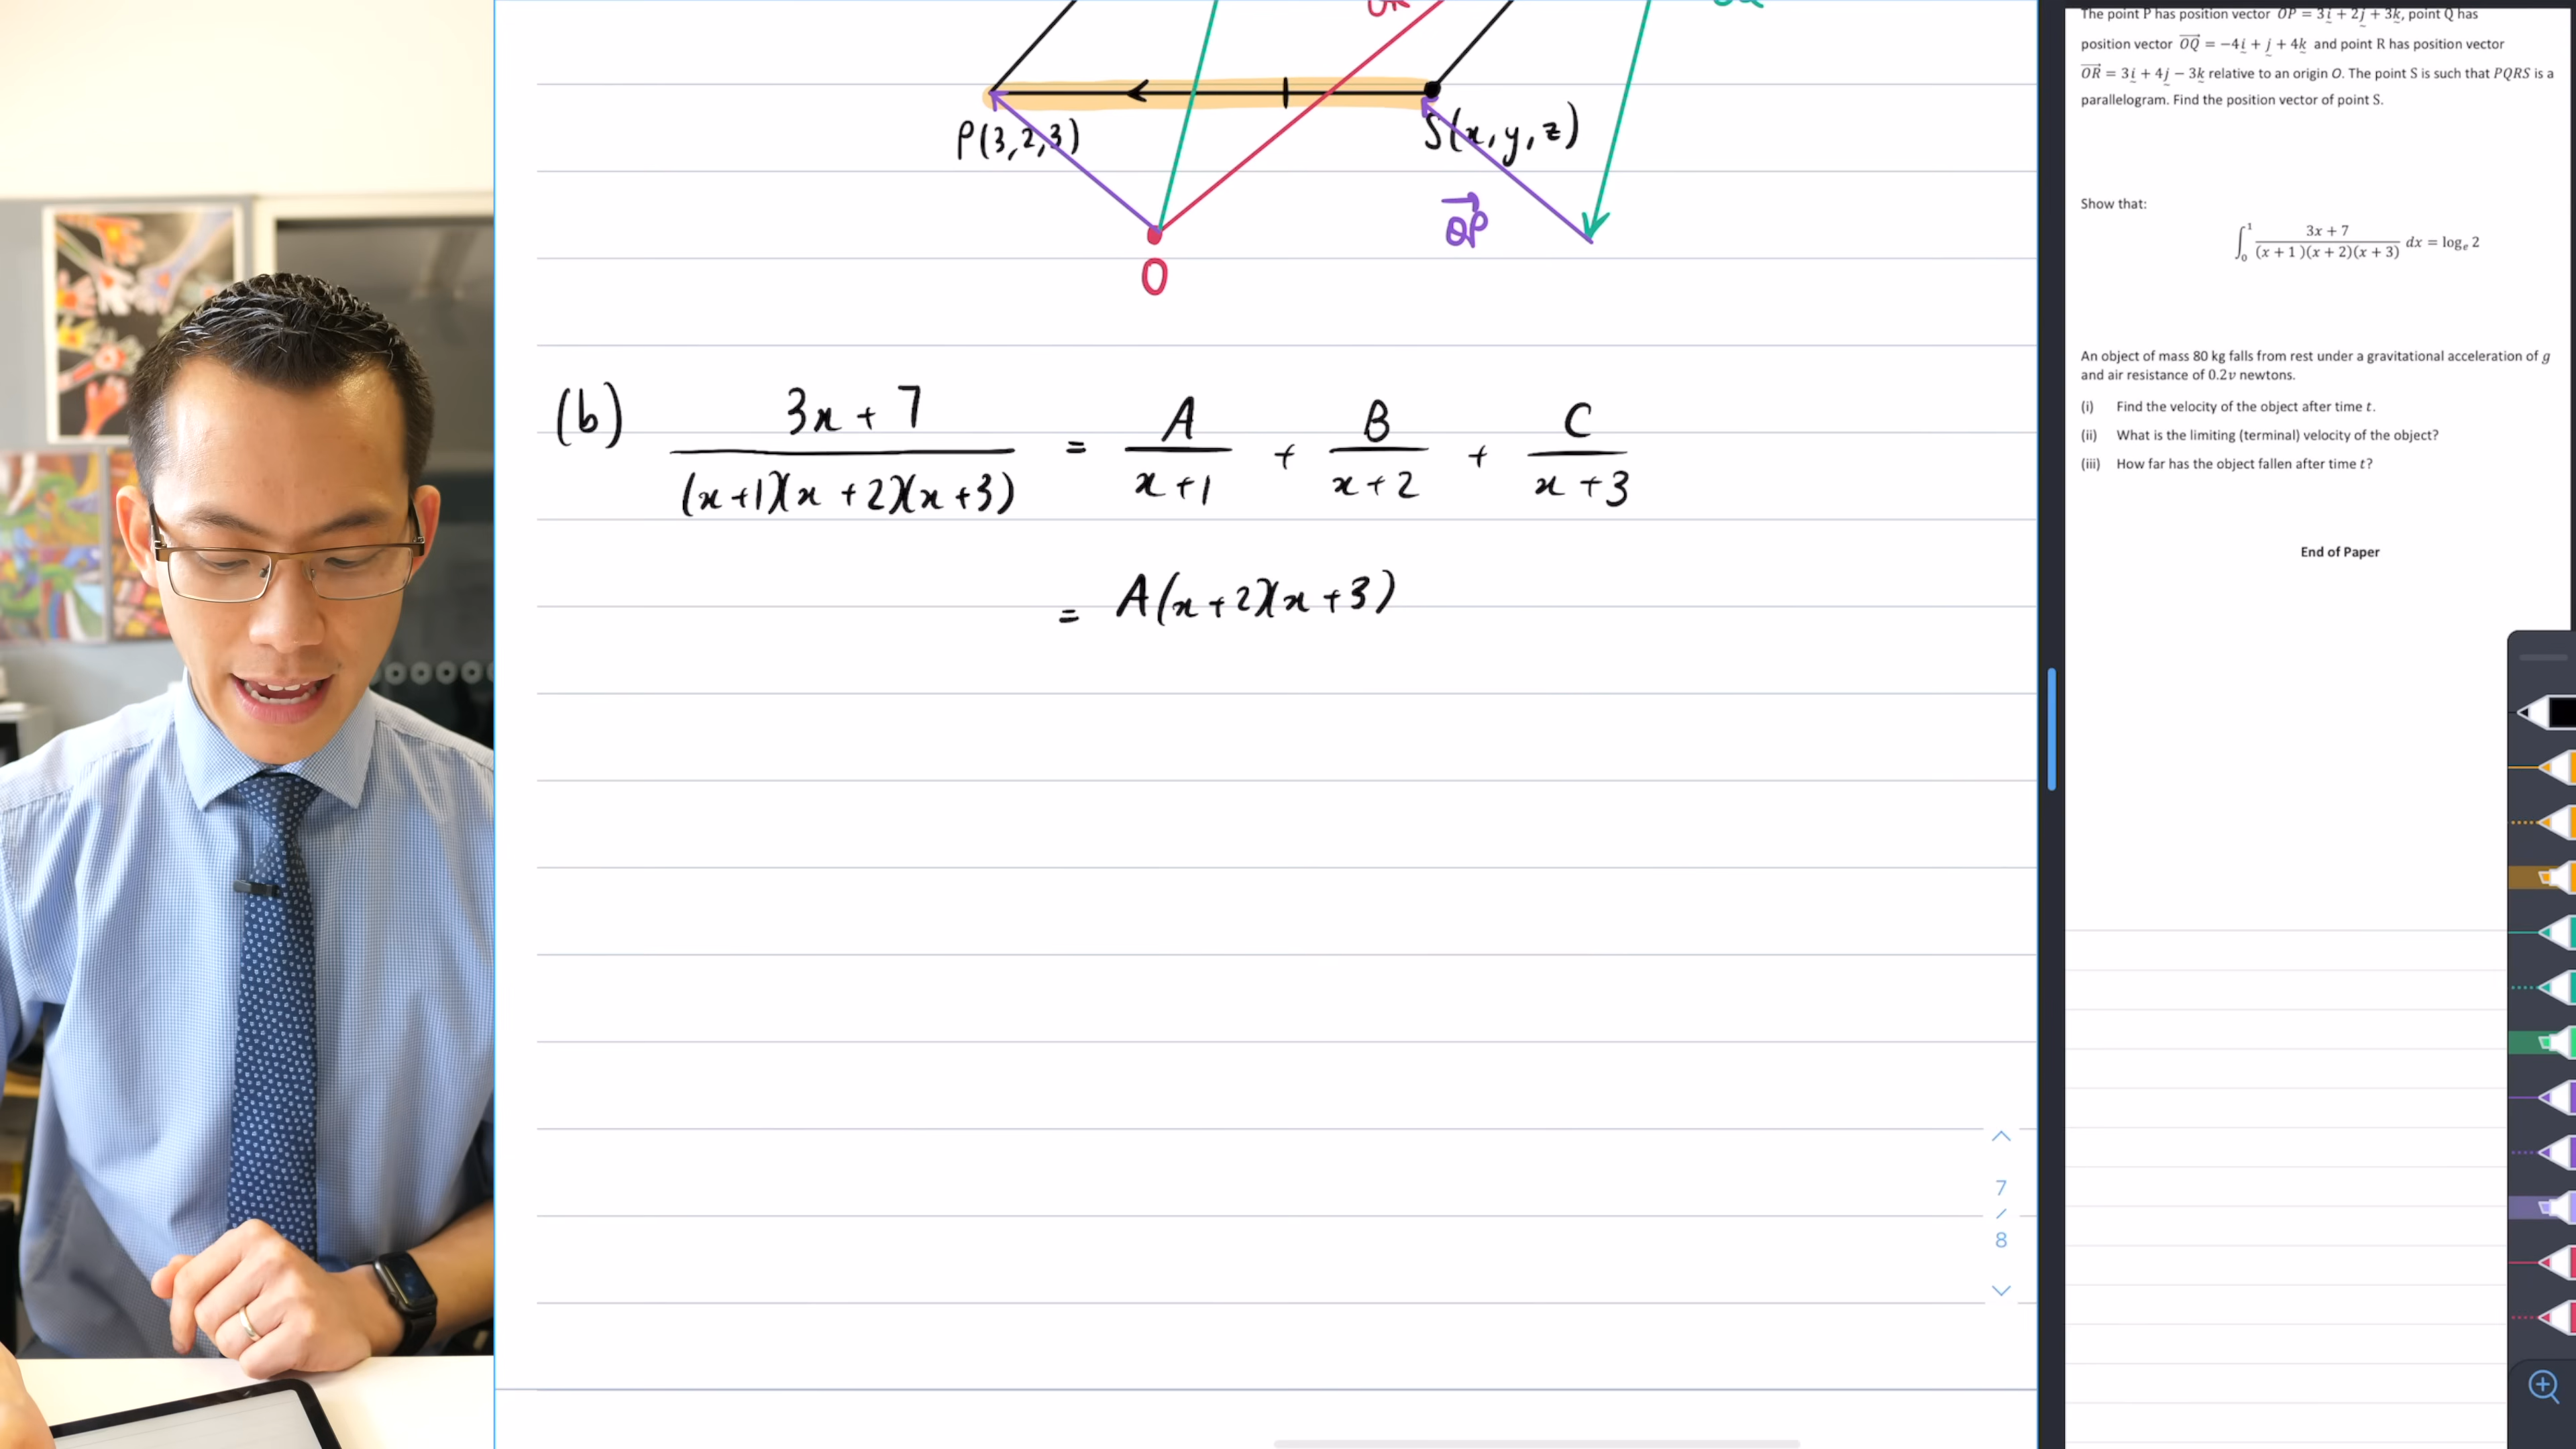 P(3,2,3)
S(x,y,z)
→
OP
O
(b) 3x + 7 / (x+1)(x+2)(x+3) = A / x+1 + B / x+2 + C / x+3
= A(x+2)(x+3)
7
/
8
The point P has position vector OP⃗ = 3i + 2j + 3k, point Q has
position vector OQ⃗ = −4i + j + 4k and point R has position vector
OR⃗ = 3i + 4j − 3k relative to an origin O. The point S is such that PQRS is a
parallelogram. Find the position vector of point S.
Show that:
∫₀¹ 3x + 7 / (x + 1)(x + 2)(x + 3) dx = logₑ 2
An object of mass 80 kg falls from rest under a gravitational acceleration of g
and air resistance of 0.2v newtons.
(i) Find the velocity of the object after time t.
(ii) What is the limiting (terminal) velocity of the object?
(iii) How far has the object fallen after time t?
End of Paper